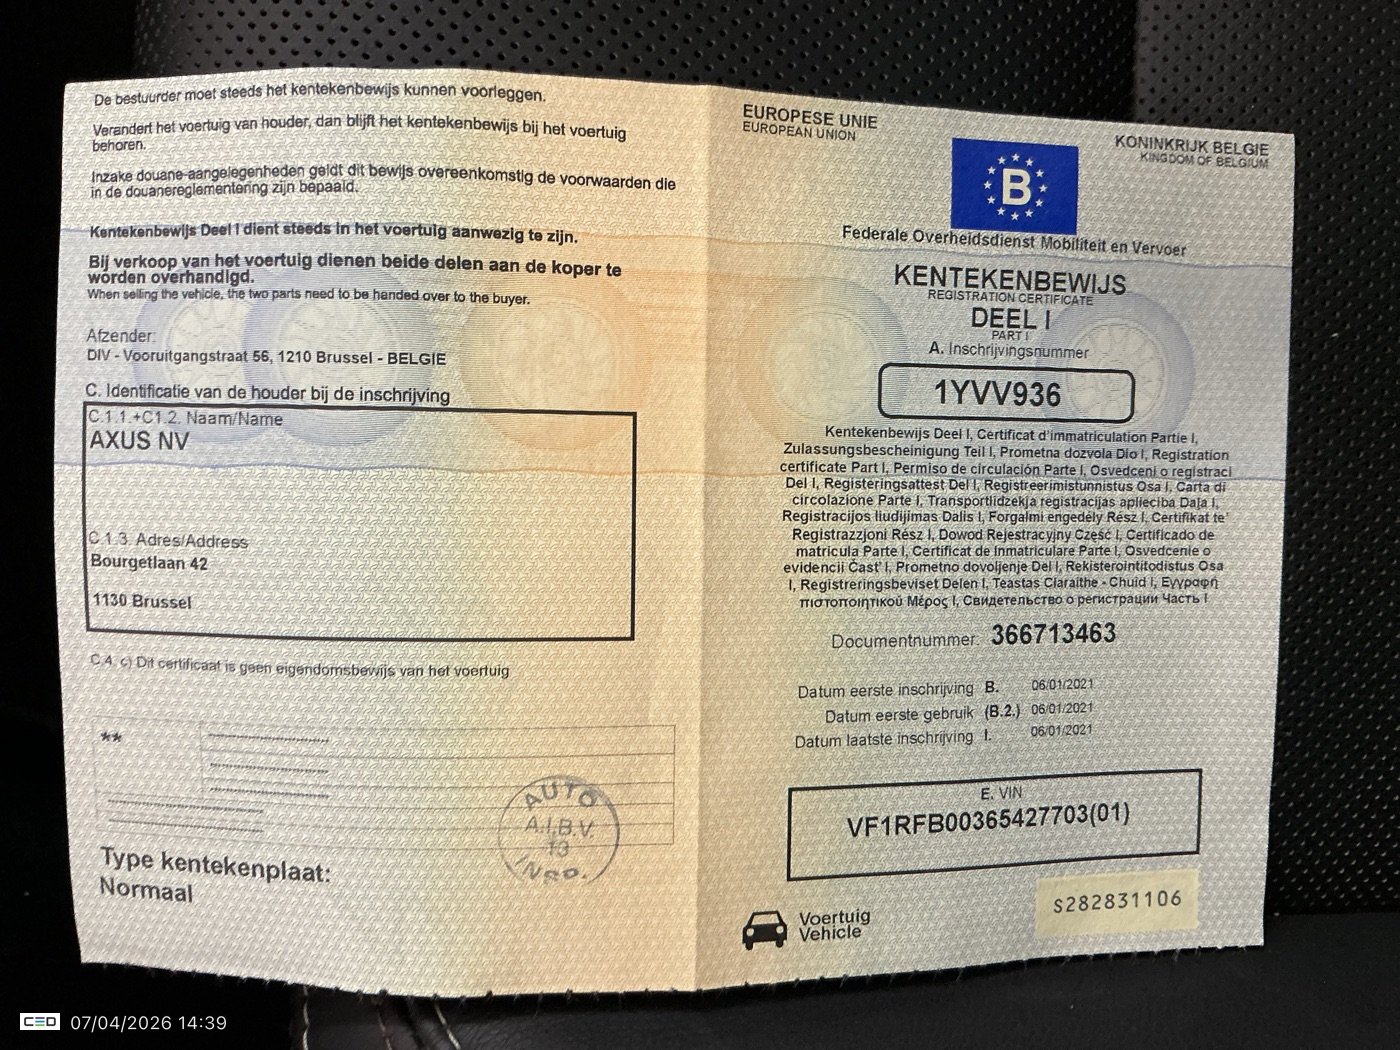 De bestuurder moet steeds het kentekenbewijs kunnen voorleggen.
Verandert het voertuig van houder, dan blijft het kentekenbewijs bij het voertuig
behoren.
Inzake douane-aangelegenheden geldt dit bewijs overeenkomstig de voorwaarden die
in de douanereglementering zijn bepaald.
Kentekenbewijs Deel I dient steeds in het voertuig aanwezig te zijn.
Bij verkoop van het voertuig dienen beide delen aan de koper te
worden overhandigd.
When selling the vehicle, the two parts need to be handed over to the buyer.
Afzender:
DIV - Vooruitgangstraat 56, 1210 Brussel - BELGIE
C. Identificatie van de houder bij de inschrijving
C.1.1.+C1.2. Naam/Name
AXUS NV
C.1.3. Adres/Address
Bourgetlaan 42
1130 Brussel
C.4. c) Dit certificaat is geen eigendomsbewijs van het voertuig
**
AUTO
A.I.B.V.
13
INSP.
Type kentekenplaat:
Normaal
EUROPESE UNIE
EUROPEAN UNION
KONINKRIJK BELGIE
KINGDOM OF BELGIUM
B
Federale Overheidsdienst Mobiliteit en Vervoer
KENTEKENBEWIJS
REGISTRATION CERTIFICATE
DEEL I
PART I
A. Inschrijvingsnummer
1YVV936
Kentekenbewijs Deel I, Certificat d'immatriculation Partie I,
Zulassungsbescheinigung Teil I, Prometna dozvola Dio I, Registration
certificate Part I, Permiso de circulación Parte I, Osvedceni o registraci
Del I, Registeringsattest Del I, Registreerimistunnistus Osa I, Carta di
circolazione Parte I, Transportlidzekja registracijas aplieciba Daļa I,
Registracijos liudijimas Dalis I, Forgalmi engedély Rész I, Certifikat te'
Registrazzjoni Rész I, Dowod Rejestracyjny Część I, Certificado de
matricula Parte I, Certificat de Inmatriculare Parte I, Osvedcenie o
evidencii Čast' I, Prometno dovoljenje Del I, Rekisterointitodistus Osa
I, Registreringsbeviset Delen I, Teastas Claraithe - Chuid I, Εγγραφή
πιστοποιητικού Μέρος I, Свидетельство о регистрации Часть I
Documentnummer: 366713463
Datum eerste inschrijving B. 06/01/2021
Datum eerste gebruik (B.2.) 06/01/2021
Datum laatste inschrijving I. 06/01/2021
E. VIN
VF1RFB00365427703(01)
S282831106
Voertuig
Vehicle
CED 07/04/2026 14:39